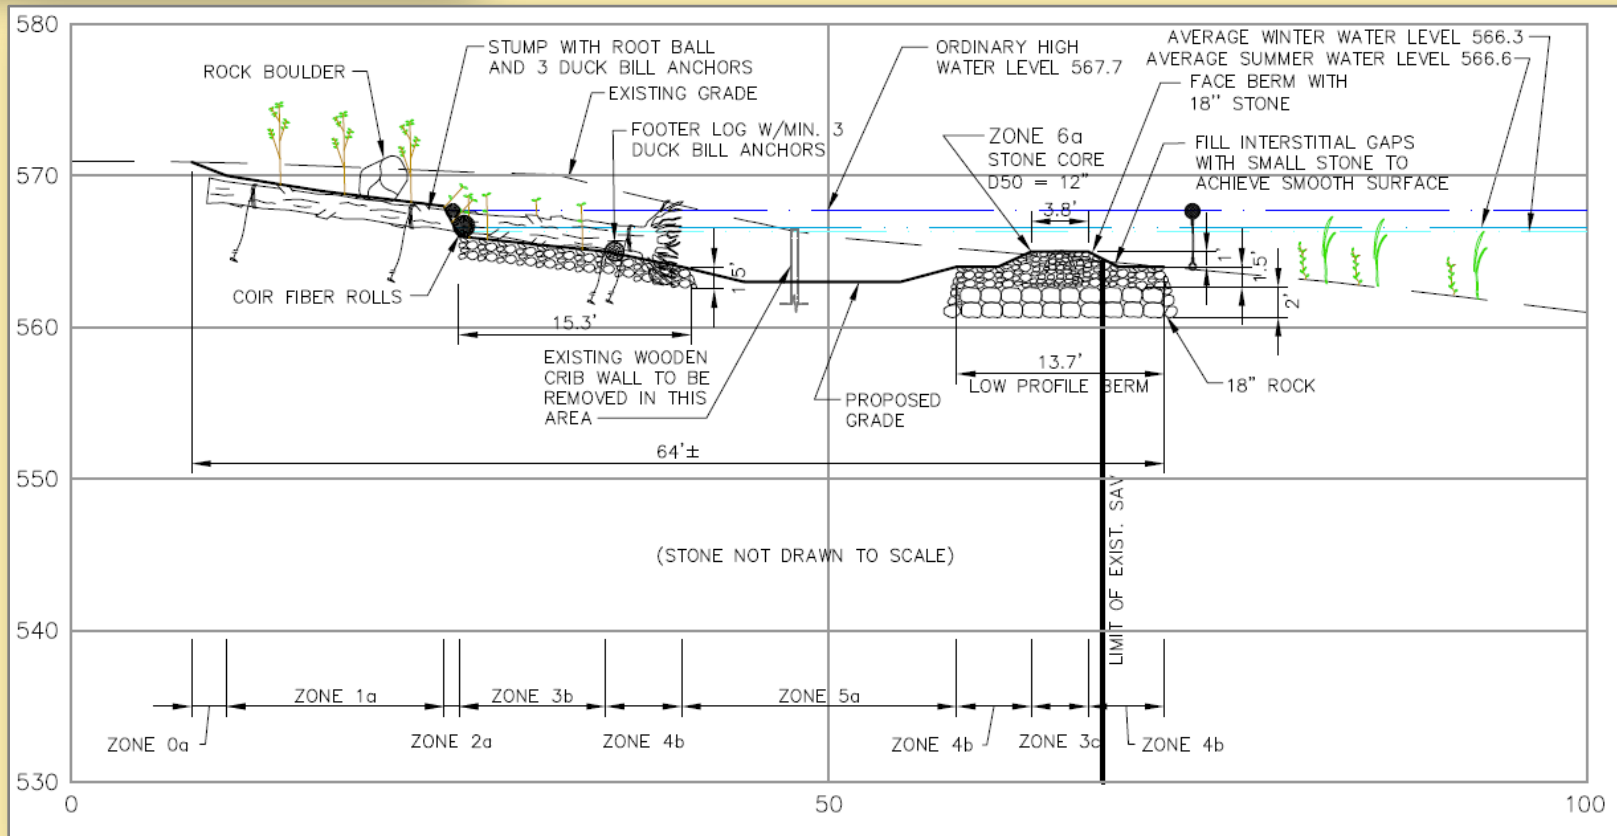 580
570
560
550
540
530
0
50
100
ROCK BOULDER
STUMP WITH ROOT BALL
AND 3 DUCK BILL ANCHORS
EXISTING GRADE
FOOTER LOG W/MIN. 3
DUCK BILL ANCHORS
ORDINARY HIGH
WATER LEVEL 567.7
AVERAGE WINTER WATER LEVEL 566.3
AVERAGE SUMMER WATER LEVEL 566.6
FACE BERM WITH
18" STONE
ZONE 6a
STONE CORE
D50 = 12"
FILL INTERSTITIAL GAPS
WITH SMALL STONE TO
ACHIEVE SMOOTH SURFACE
3.8'
1'
1.5'
2'
1.5'
COIR FIBER ROLLS
15.3'
EXISTING WOODEN
CRIB WALL TO BE
REMOVED IN THIS
AREA
PROPOSED
GRADE
13.7'
LOW PROFILE BERM
18" ROCK
64'±
LIMIT OF EXIST. SAV
(STONE NOT DRAWN TO SCALE)
ZONE 0a
ZONE 1a
ZONE 2a
ZONE 3b
ZONE 4b
ZONE 5a
ZONE 4b
ZONE 3c
ZONE 4b